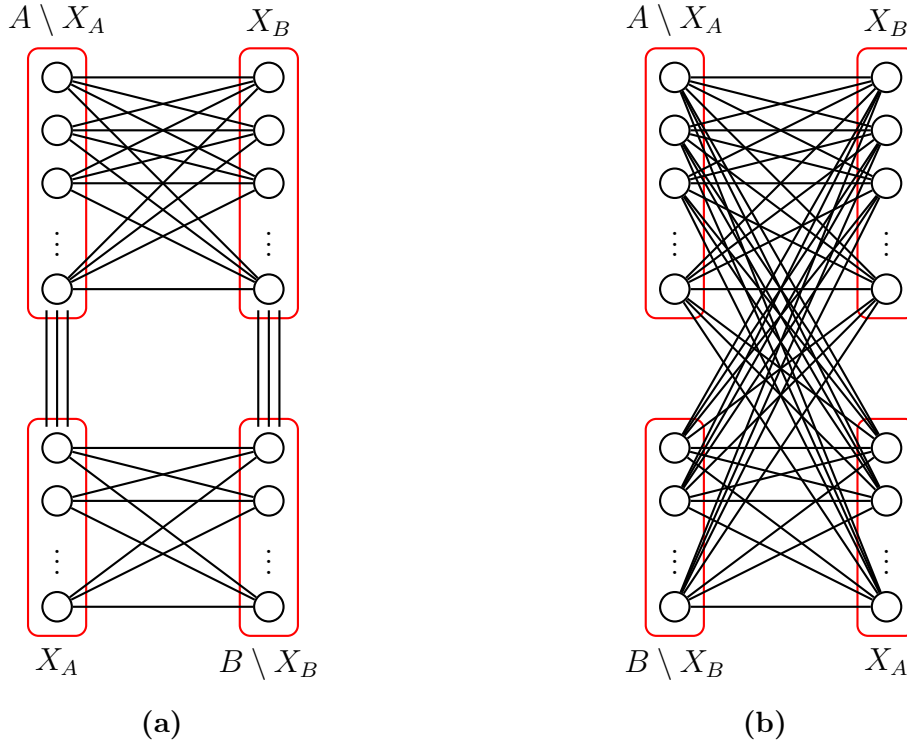 A \ X_A
X_B
A \ X_A
X_B
⋮
⋮
⋮
⋮
⋮
⋮
⋮
⋮
X_A
B \ X_B
B \ X_B
X_A
(a)
(b)